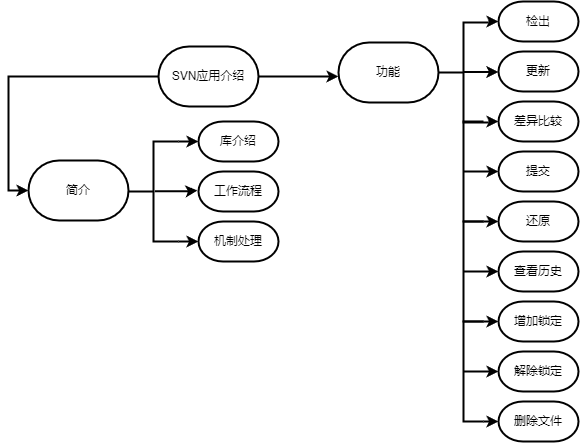 SVN应用介绍
简介
库介绍
工作流程
机制处理
功能
检出
更新
差异比较
提交
还原
查看历史
增加锁定
解除锁定
删除文件